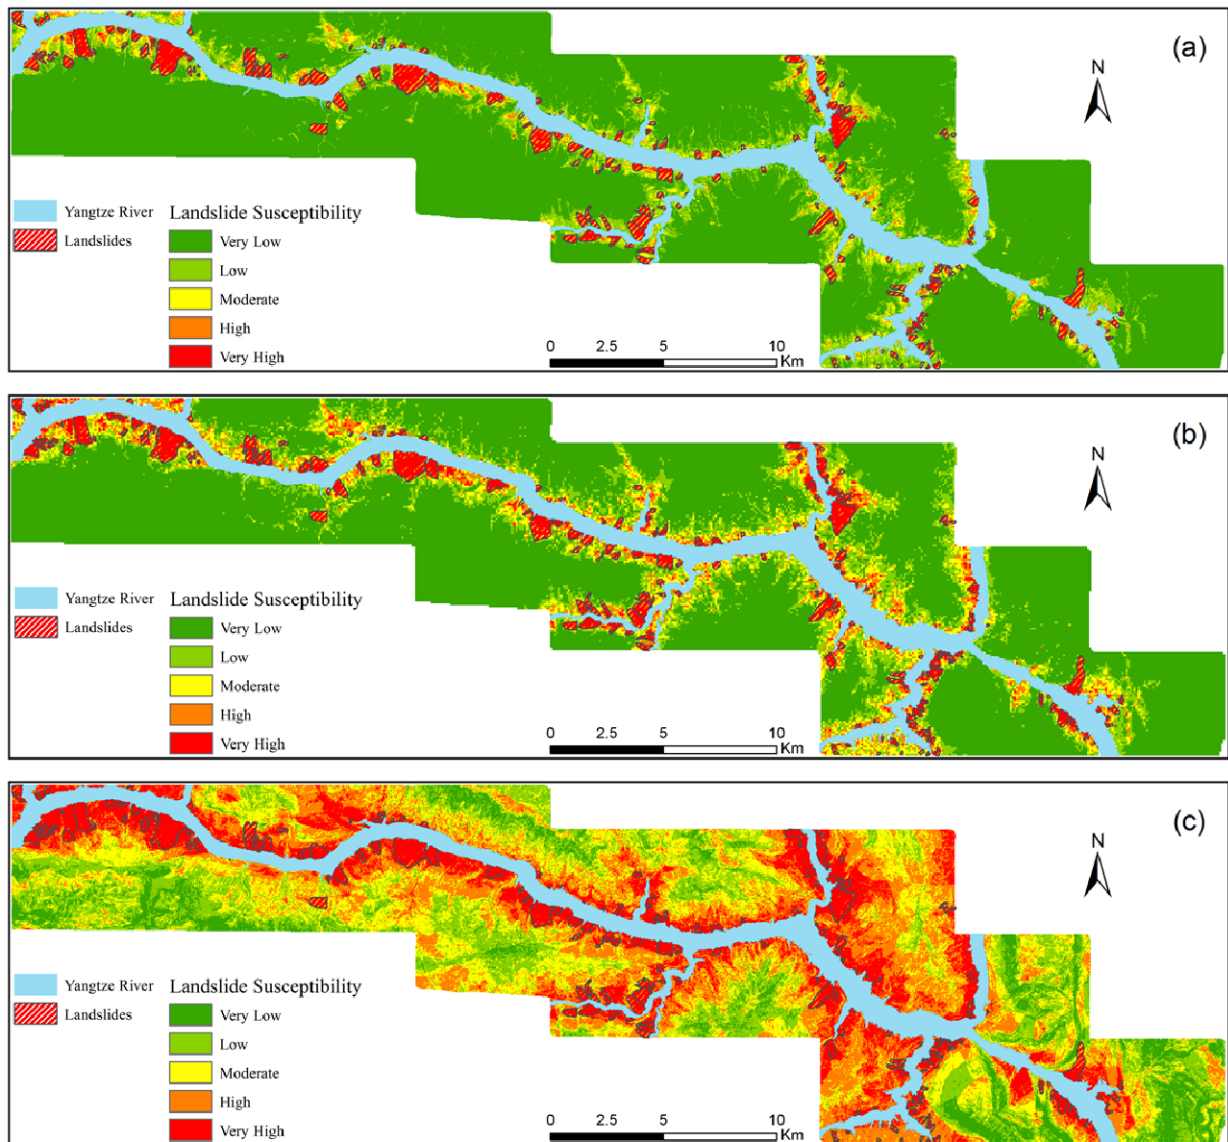 (a)
N
Yangtze River
Landslides
Landslide Susceptibility
Very Low
Low
Moderate
High
Very High
0 2.5 5 10
Km
(b)
N
Yangtze River
Landslides
Landslide Susceptibility
Very Low
Low
Moderate
High
Very High
0 2.5 5 10
Km
(c)
N
Yangtze River
Landslides
Landslide Susceptibility
Very Low
Low
Moderate
High
Very High
0 2.5 5 10
Km